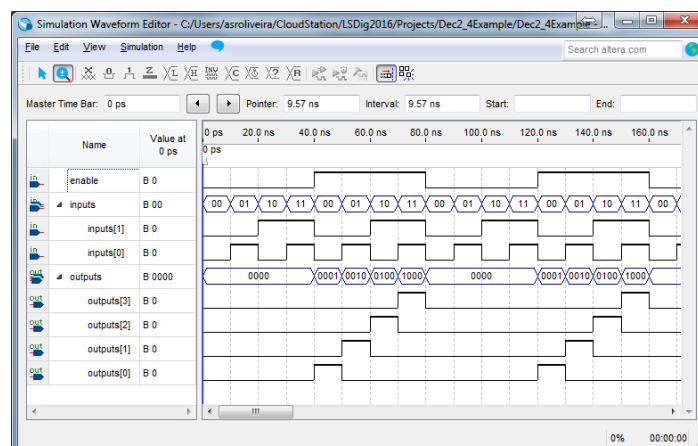 Simulation Waveform Editor - C:/Users/asroliveira/CloudStation/LSDig2016/Projects/Dec2_4Example/Dec2_4Example - ...
File Edit View Simulation Help Search altera.com
Master Time Bar: 0 ps Pointer: 9.57 ns Interval: 9.57 ns Start: End:
Name Value at 0 ps 0 ps 20.0 ns 40.0 ns 60.0 ns 80.0 ns 100.0 ns 120.0 ns 140.0 ns 160.0 ns
0 ps
enable B 0
inputs B 00 00 01 10 11 00 01 10 11 00 01 10 11 00 01 10 11 00
inputs[1] B 0
inputs[0] B 0
outputs B 0000 0000 0001 0010 0100 1000 0000 0001 0010 0100 1000
outputs[3] B 0
outputs[2] B 0
outputs[1] B 0
outputs[0] B 0
0% 00:00:00